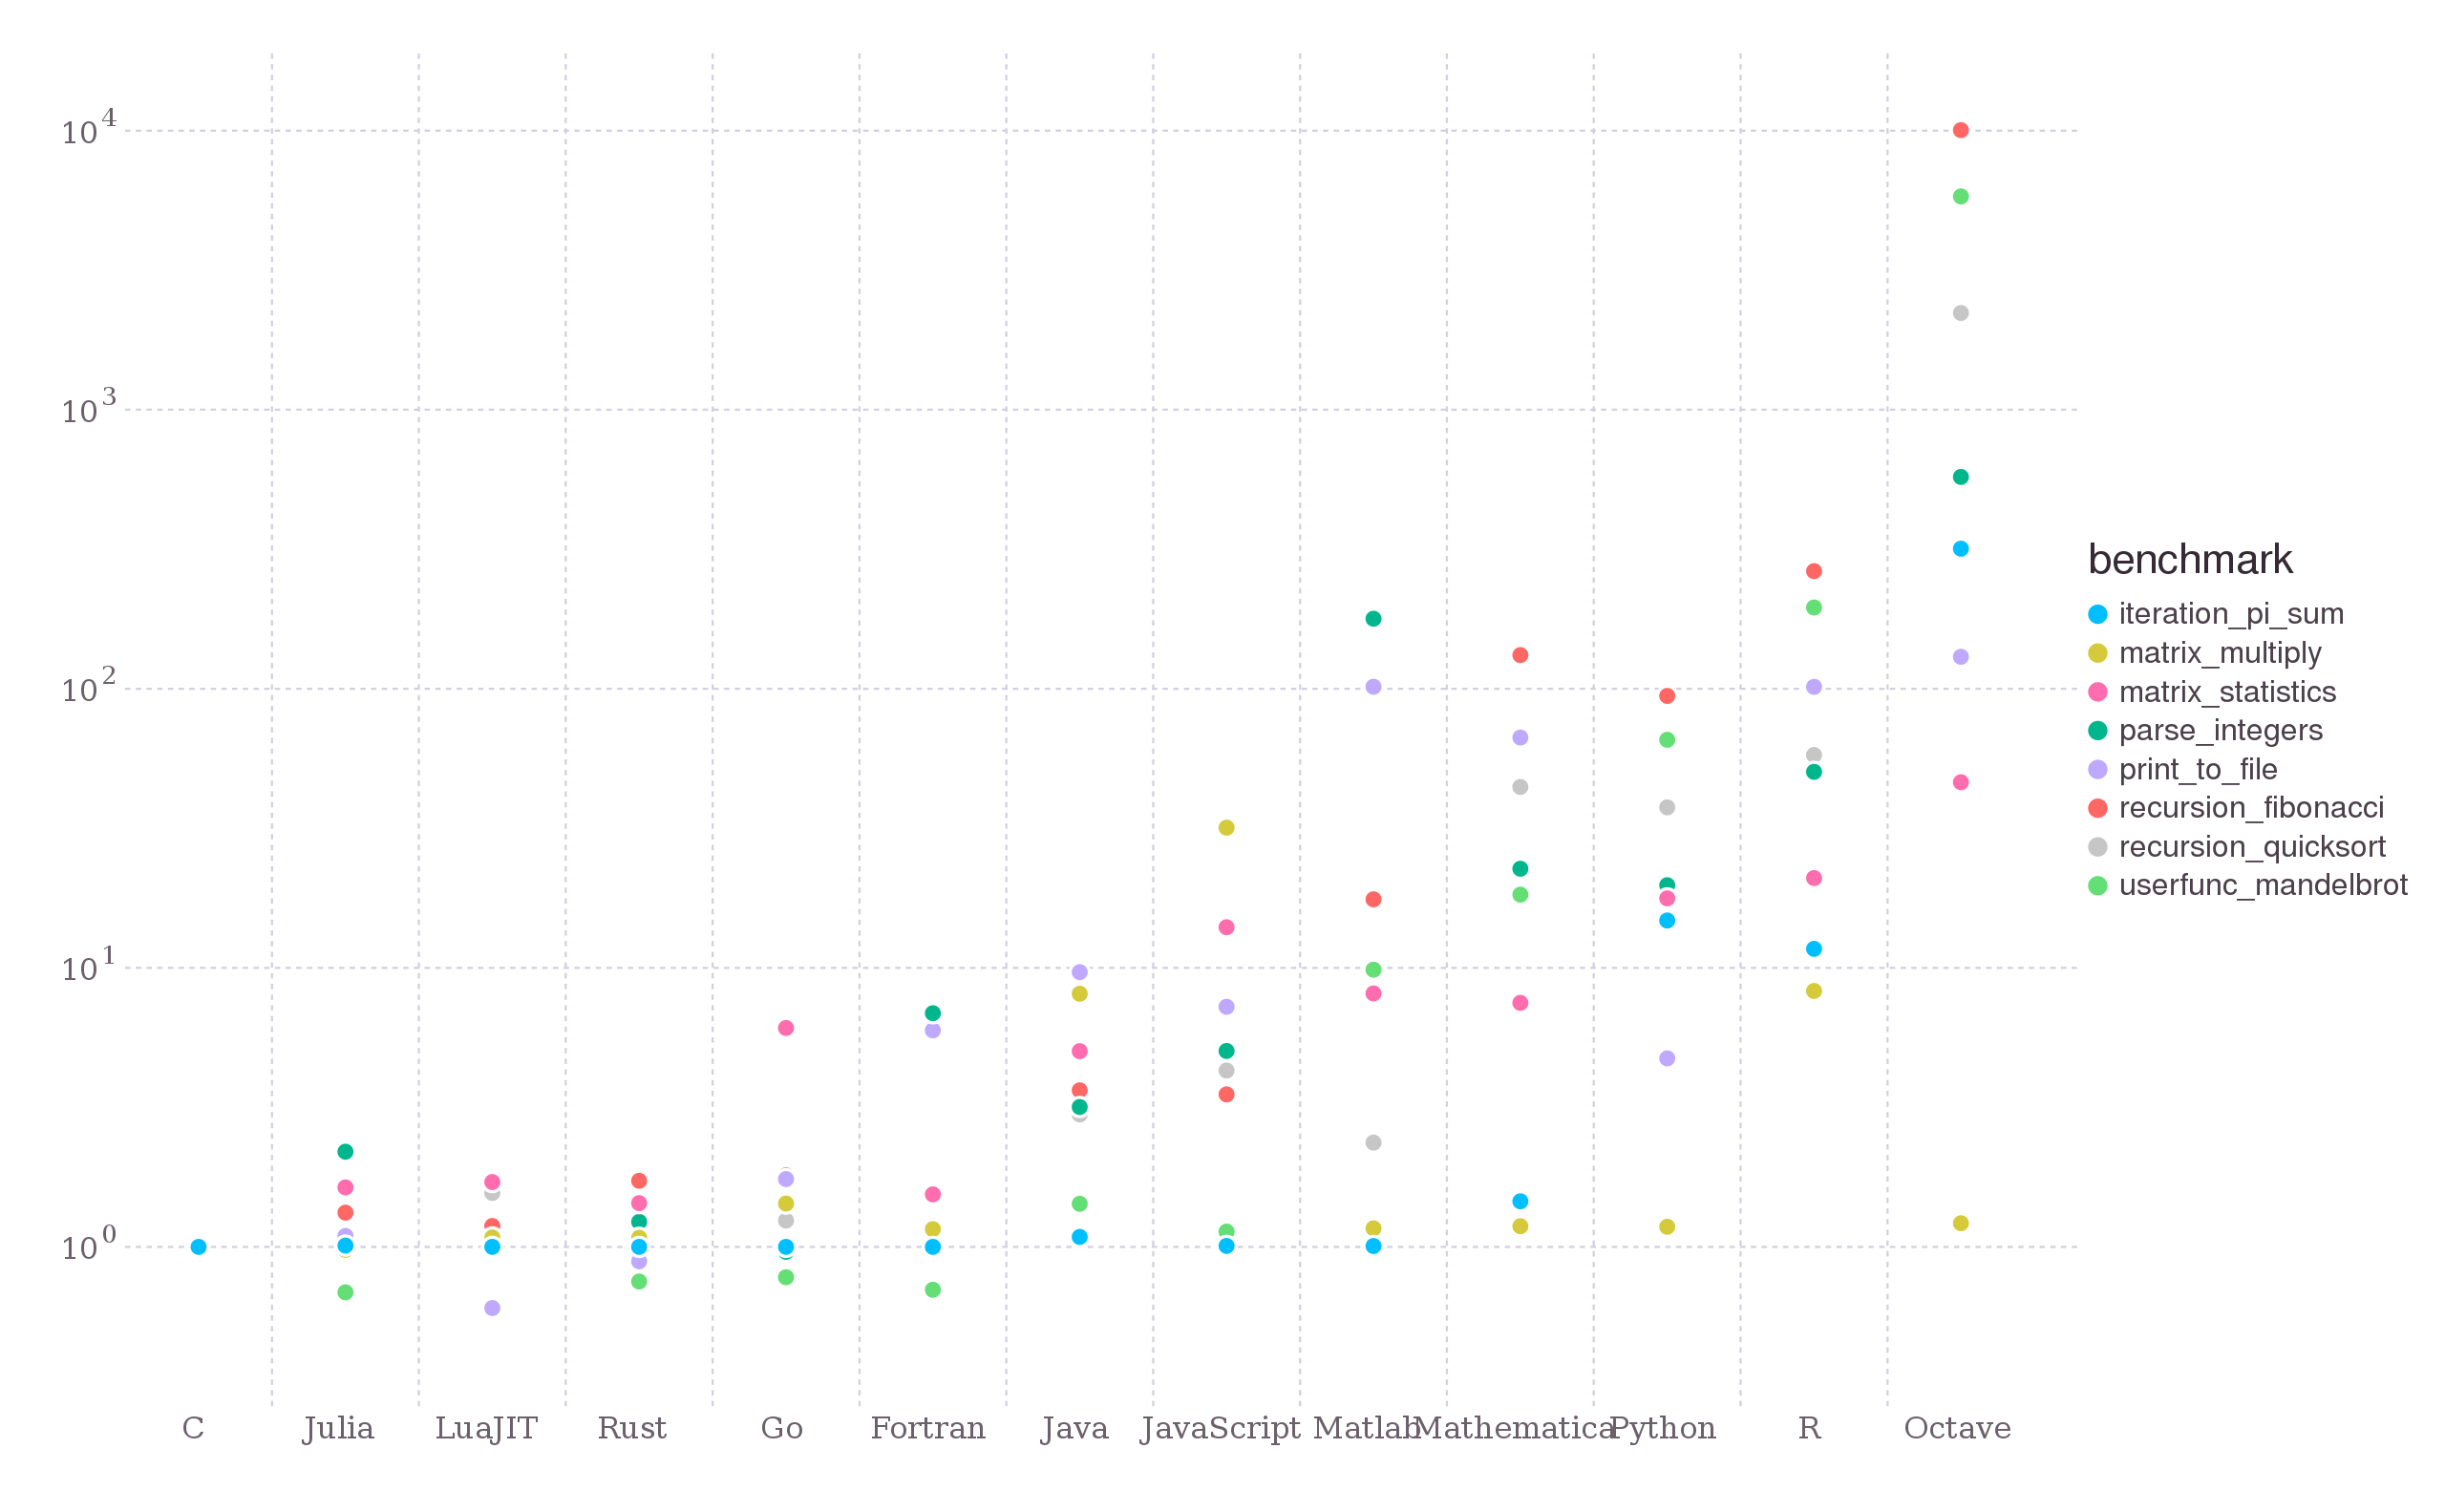 10^4
10^3
10^2
10^1
10^0
C Julia LuaJIT Rust Go Fortran Java JavaScript Matlab Mathematica Python R Octave
benchmark
iteration_pi_sum
matrix_multiply
matrix_statistics
parse_integers
print_to_file
recursion_fibonacci
recursion_quicksort
userfunc_mandelbrot